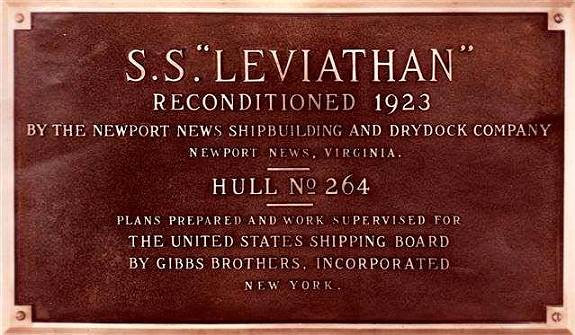 S.S. "LEVIATHAN"
RECONDITIONED 1923
BY THE NEWPORT NEWS SHIPBUILDING AND DRYDOCK COMPANY
NEWPORT NEWS, VIRGINIA.
HULL Nº 264
PLANS PREPARED AND WORK SUPERVISED FOR
THE UNITED STATES SHIPPING BOARD
BY GIBBS BROTHERS, INCORPORATED
NEW YORK.